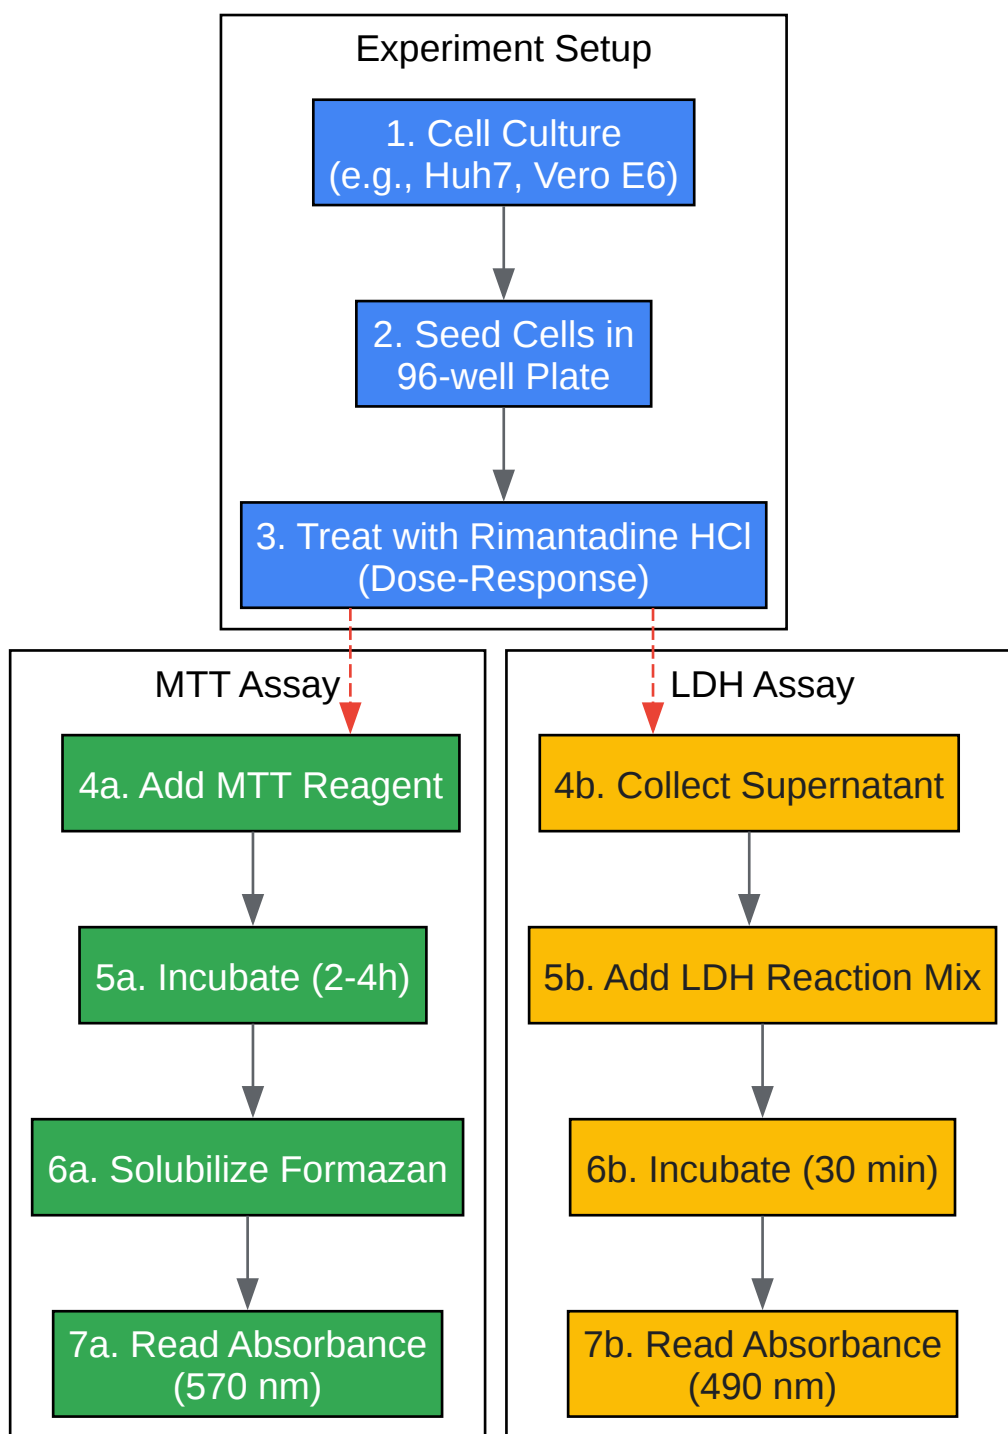 Experiment Setup
1. Cell Culture
(e.g., Huh7, Vero E6)
2. Seed Cells in
96-well Plate
3. Treat with Rimantadine HCl
(Dose-Response)
MTT Assay
4a. Add MTT Reagent
5a. Incubate (2-4h)
6a. Solubilize Formazan
7a. Read Absorbance
(570 nm)
LDH Assay
4b. Collect Supernatant
5b. Add LDH Reaction Mix
6b. Incubate (30 min)
7b. Read Absorbance
(490 nm)